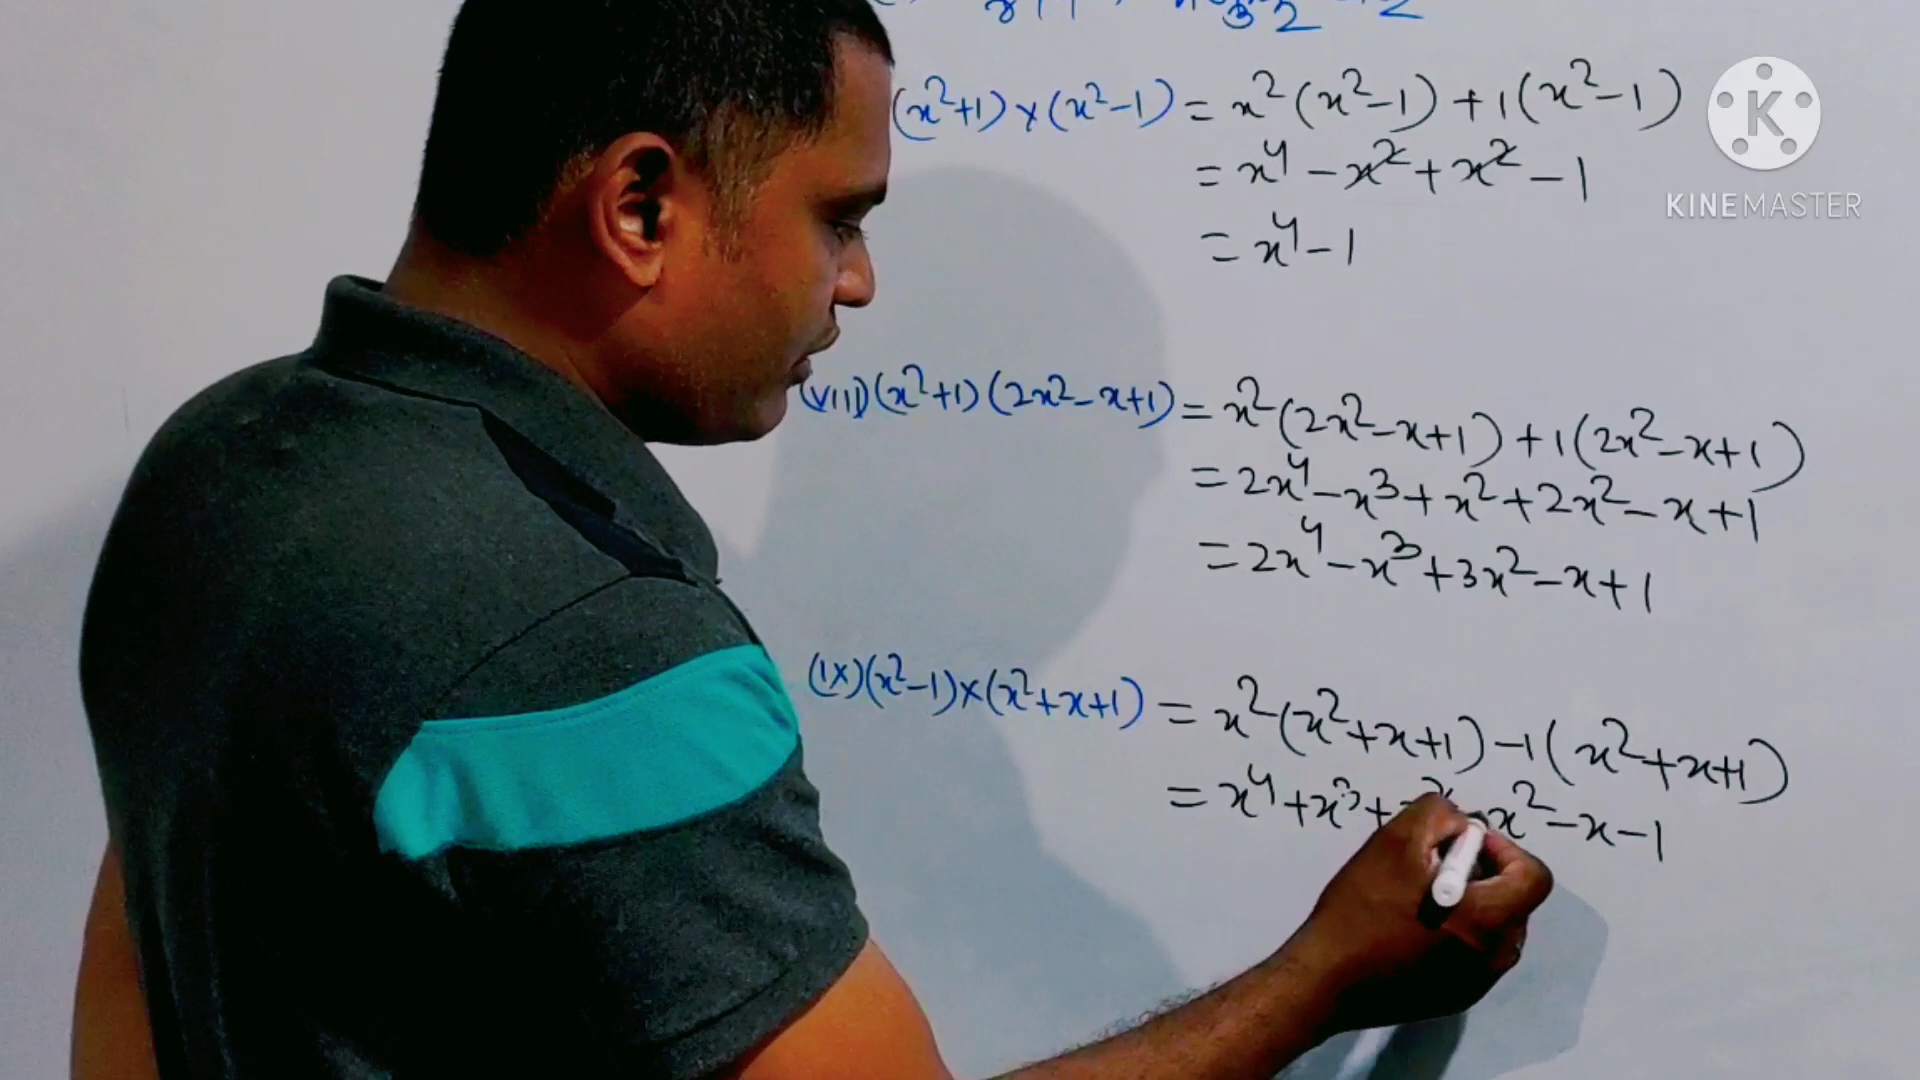 (x²+1)×(x²-1) = x²(x²-1)+1(x²-1)
= x⁴-x²+x²-1
= x⁴-1
(VIII)(x²+1)(2x²-x+1) = x²(2x²-x+1)+1(2x²-x+1)
= 2x⁴-x³+x²+2x²-x+1
= 2x⁴-x³+3x²-x+1
(IX)(x²-1)×(x²+x+1) = x²(x²+x+1)-1(x²+x+1)
= x⁴+x³+ x²-x-1
K
KINEMASTER